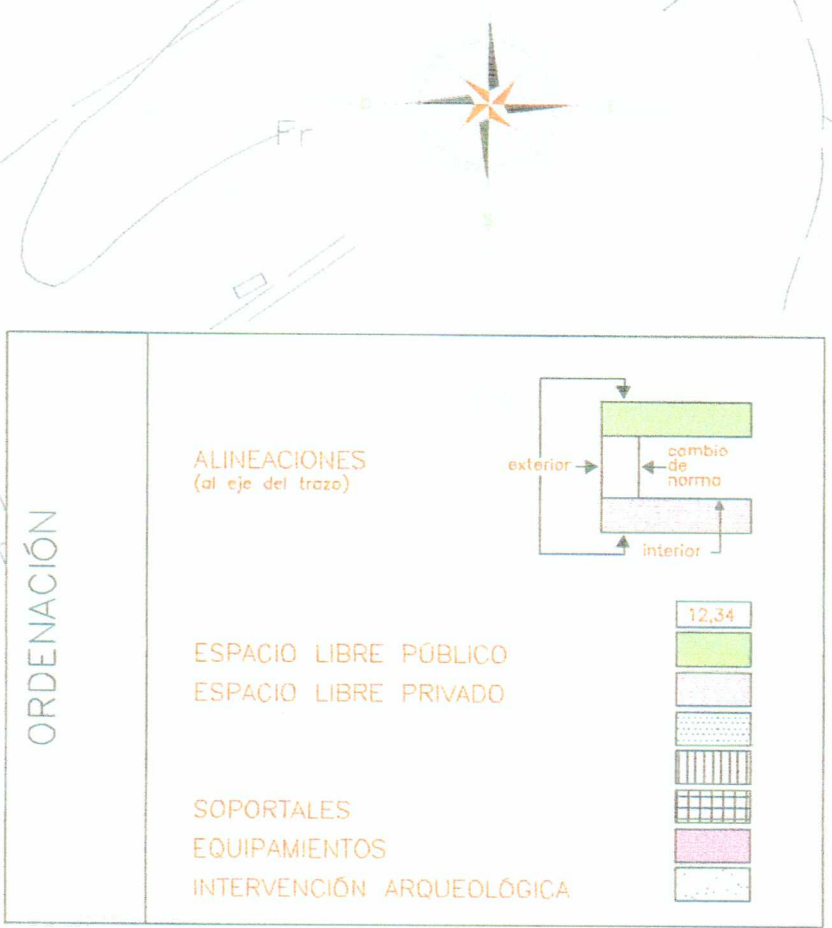 Fr
S
ORDENACIÓN
ALINEACIONES
(al eje del trazo)
exterior
cambio
de
norma
interior
12,34
ESPACIO LIBRE PÚBLICO
ESPACIO LIBRE PRIVADO
SOPORTALES
EQUIPAMIENTOS
INTERVENCIÓN ARQUEOLÓGICA